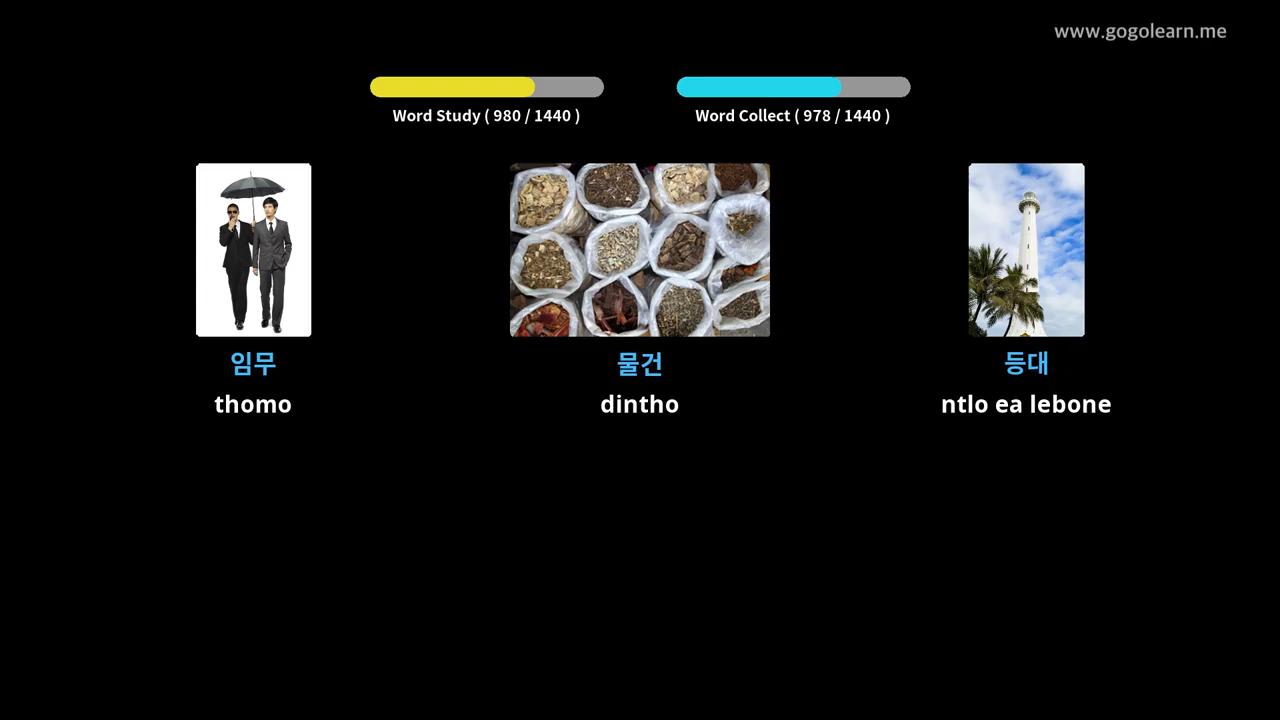 www.gogolearn.me
Word Study ( 980 / 1440 )
Word Collect ( 978 / 1440 )
임무
물건
등대
thomo
dintho
ntlo ea lebone